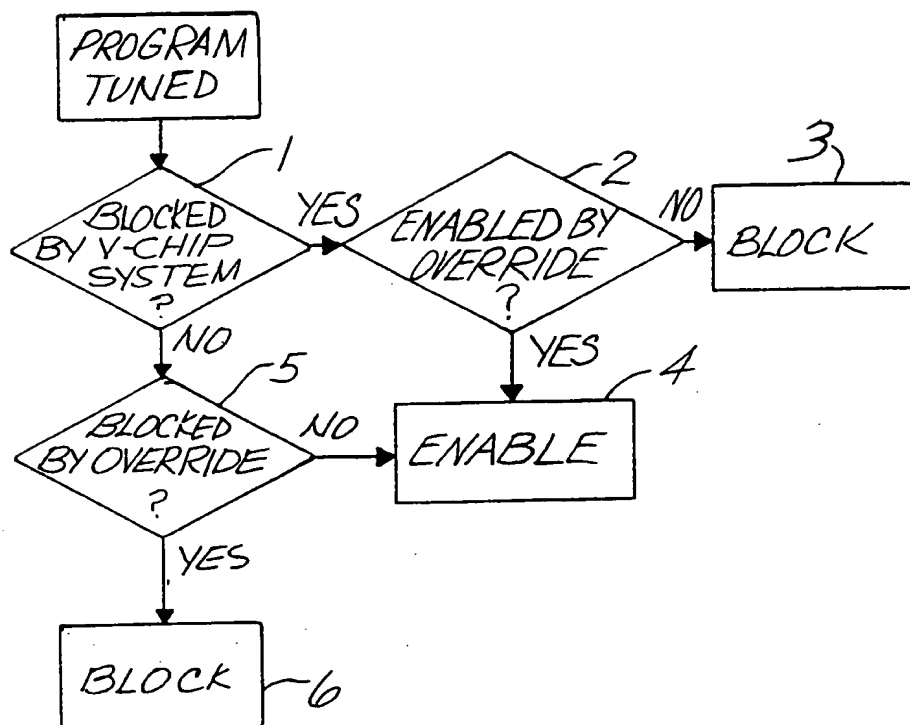 PROGRAM
TUNED
1
BLOCKED
BY V-CHIP
SYSTEM
?
YES
2
ENABLED BY
OVERRIDE
?
NO
3
BLOCK
NO
YES
5
BLOCKED
BY OVERRIDE
?
NO
4
ENABLE
YES
BLOCK
6